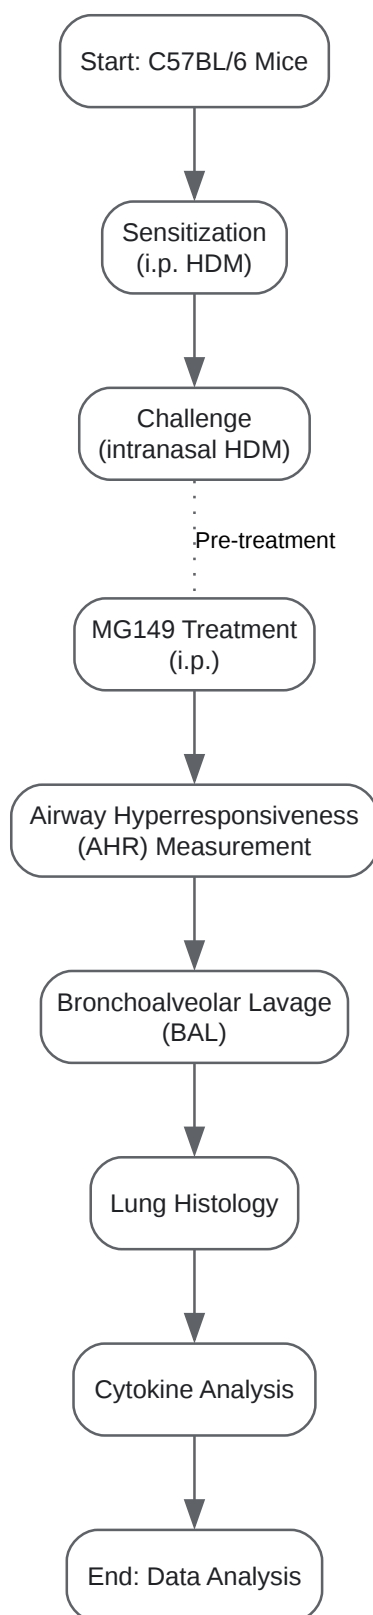 Start: C57BL/6 Mice
Sensitization
(i.p. HDM)
Challenge
(intranasal HDM)
Pre-treatment
MG149 Treatment
(i.p.)
Airway Hyperresponsiveness
(AHR) Measurement
Bronchoalveolar Lavage
(BAL)
Lung Histology
Cytokine Analysis
End: Data Analysis